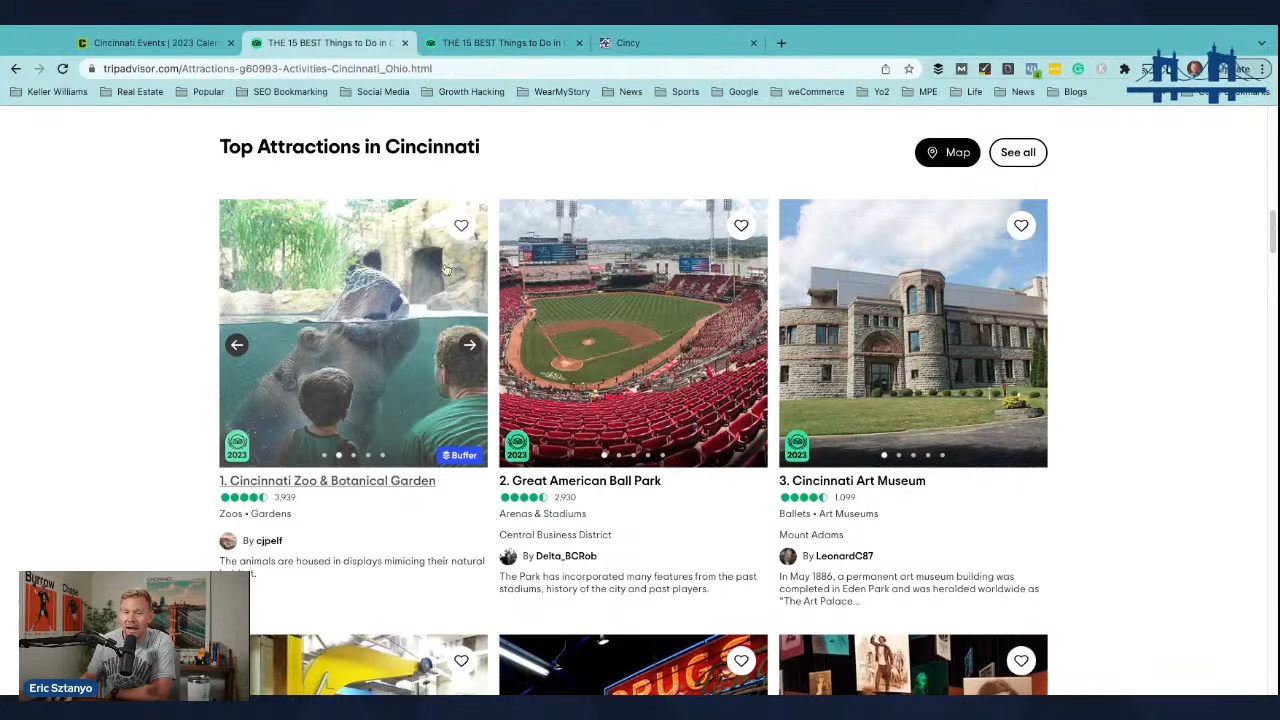 Cincinnati Events | 2023 Calen
THE 15 BEST Things to Do in C
THE 15 BEST Things to Do in C
Cincy
tripadvisor.com/Attractions-g60993-Activities-Cincinnati_Ohio.html
Keller Williams
Real Estate
Popular
SEO Bookmarking
Social Media
Growth Hacking
WearMyStory
News
Sports
Google
weCommerce
Yo2
MPE
Life
News
Blogs
Top Attractions in Cincinnati
Map
See all
2023
Buffer
2023
2023
1. Cincinnati Zoo & Botanical Garden
2. Great American Ball Park
3. Cincinnati Art Museum
3,939
2,930
1,099
Zoos • Gardens
Arenas & Stadiums
Ballets • Art Museums
Central Business District
Mount Adams
By cjpelf
By Delta_BCRob
By LeonardC87
The animals are housed in displays mimicing their natural
The Park has incorporated many features from the past
stadiums, history of the city and past players.
In May 1886, a permanent art museum building was
completed in Eden Park and was heralded worldwide as
"The Art Palace...
Burrow
Chase
CINCINNATI
DRUGS
Eric Sztanyo